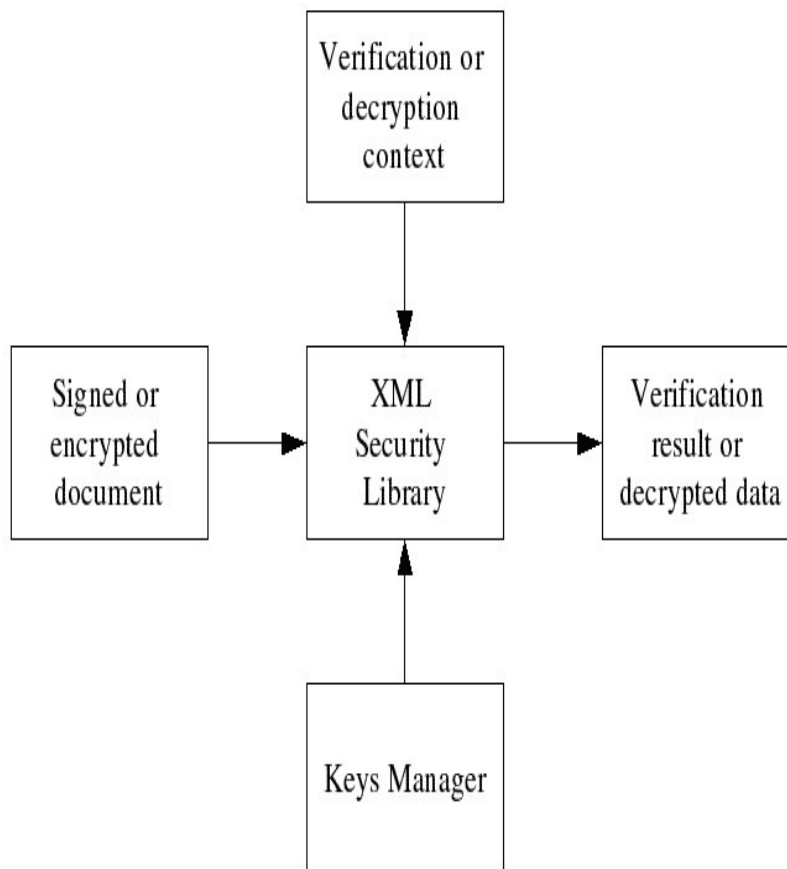 Verification or
decryption
context
Signed or
encrypted
document
XML
Security
Library
Verification
result or
decrypted data
Keys Manager